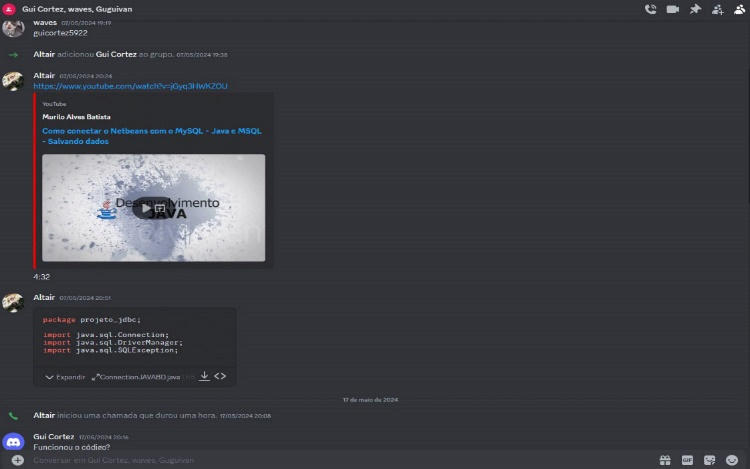 Gui Cortez, waves, Guguivan
waves 07/05/2024 19:19
guicortez5922
Altair adicionou Gui Cortez ao grupo. 07/05/2024 19:38
Altair 07/05/2024 20:24
https://www.youtube.com/watch?v=jGyq3HWKZOU
YouTube
Murilo Alves Batista
Como conectar o Netbeans com o MySQL - Java e MSQL
- Salvando dados
Desenvolvimento
JAVA
4:32
Altair 07/05/2024 20:51
package projeto_jdbc;
import java.sql.Connection;
import java.sql.DriverManager;
import java.sql.SQLException;
Expandir ConnectionJAVABD.java
17 de maio de 2024
Altair iniciou uma chamada que durou uma hora. 17/05/2024 20:08
Gui Cortez 17/05/2024 20:16
Funcionou o código?
Conversar em Gui Cortez, waves, Guguivan
GIF